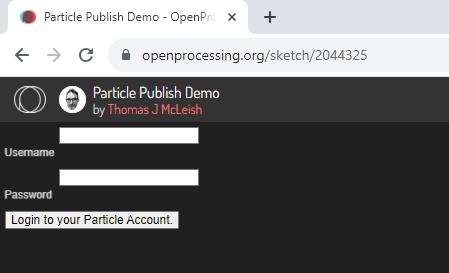 Particle Publish Demo - OpenPro
openprocessing.org/sketch/2044325
Particle Publish Demo
by Thomas J McLeish
Username
Password
Login to your Particle Account.